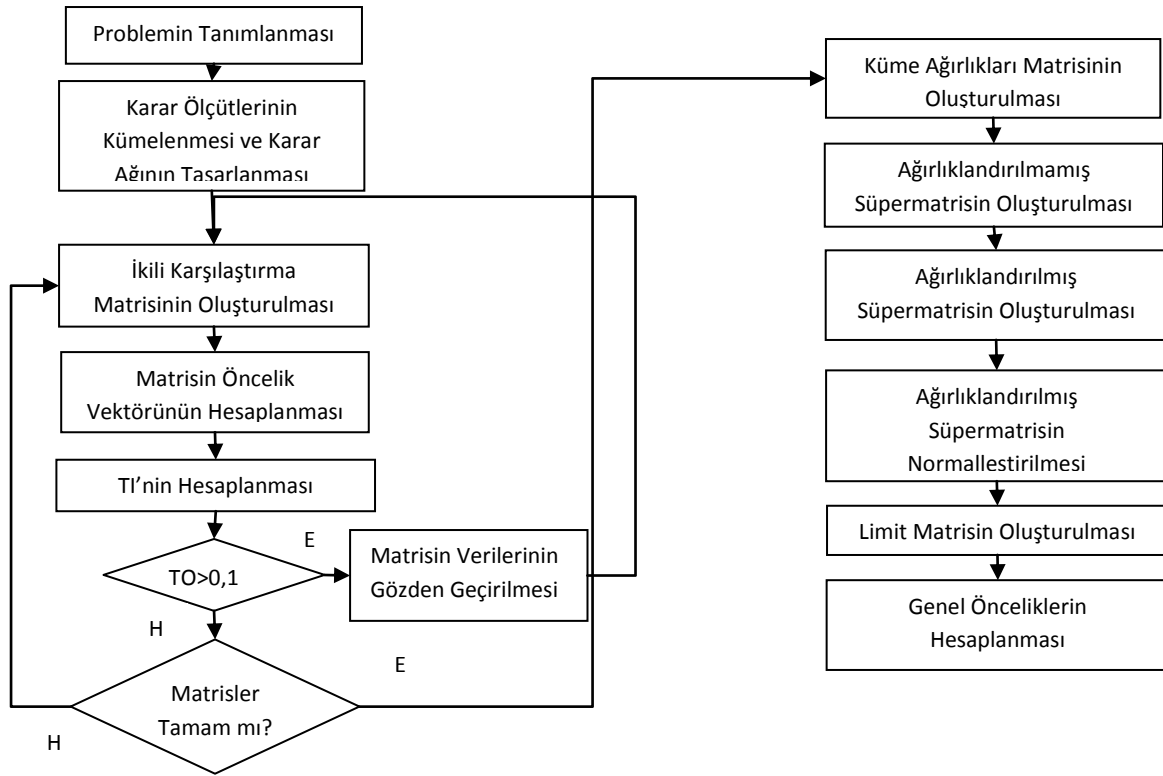 Problemin Tanımlanması
Karar Ölçütlerinin
Kümelenmesi ve Karar
Ağının Tasarlanması
İkili Karşılaştırma
Matrisinin Oluşturulması
Matrisin Öncelik
Vektörünün Hesaplanması
TI’nin Hesaplanması
TO>0,1
E
Matrisin Verilerinin
Gözden Geçirilmesi
H
Matrisler
Tamam mı?
E
H
Küme Ağırlıkları Matrisinin
Oluşturulması
Ağırlıklandırılmamış
Süpermatrisin Oluşturulması
Ağırlıklandırılmış
Süpermatrisin Oluşturulması
Ağırlıklandırılmış
Süpermatrisin
Normalleştirilmesi
Limit Matrisin Oluşturulması
Genel Önceliklerin
Hesaplanması